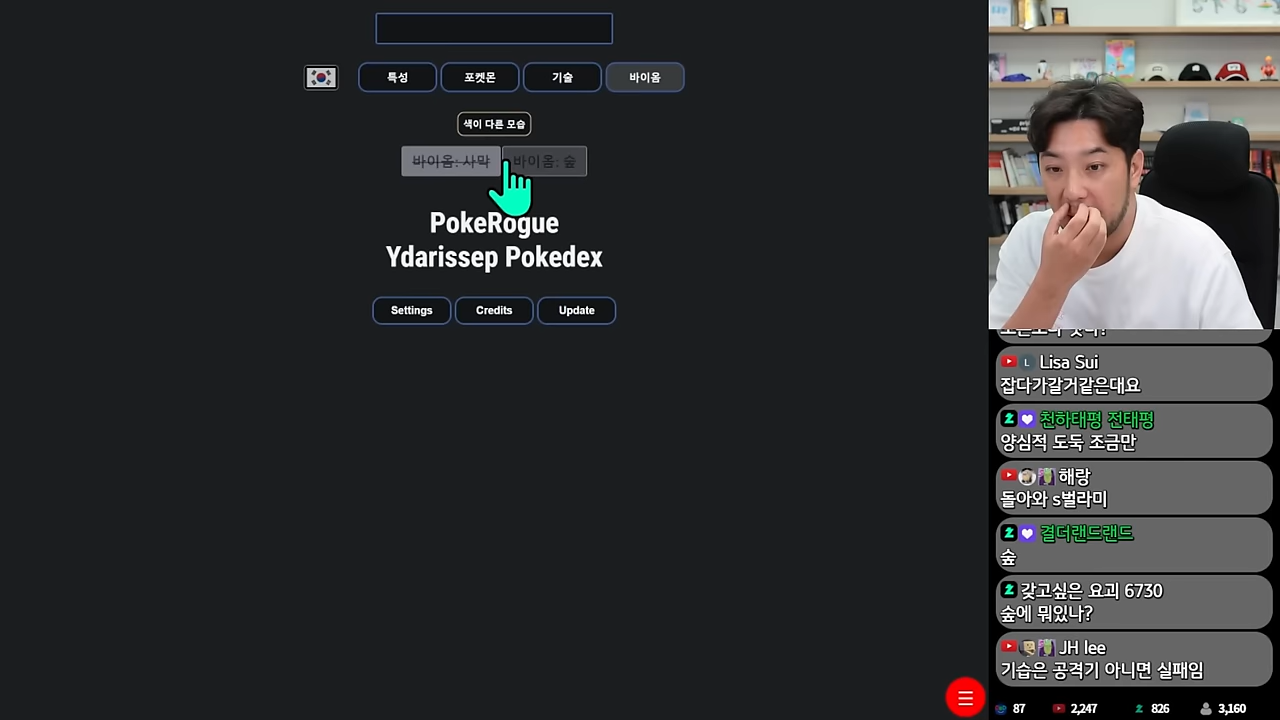 특성
포켓몬
기술
바이옴
색이 다른 모습
바이옴: 사막
바이옴: 숲
PokeRogue
Ydarissep Pokedex
Settings
Credits
Update
L Lisa Sui
잡다가갈거같은대요
천하태평 전태평
양심적 도둑 조금만
해랑
돌아와 s벌라미
결더랜드랜드
숲
갖고싶은 요괴 6730
숲에 뭐있나?
JH lee
기습은 공격기 아니면 실패임
87
2,247
826
3,160